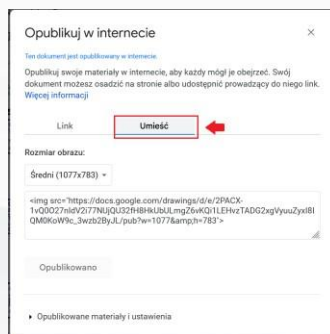 Opublikuj w internecie
Ten dokument jest opublikowany w internecie.
Opublikuj swoje materiały w internecie, aby każdy mógł je obejrzeć. Swój
dokument możesz osadzić na stronie albo udostępnić prowadzący do niego link.
Więcej informacji
Link Umieść
Rozmiar obrazu:
Średni (1077x783)
<img src="https://docs.google.com/drawings/d/e/2PACX-
QM0KoW9c_3wzb2ByJL/pub?w=1077&amp;h=783">
Opublikowano
Opublikowane materiały i ustawienia